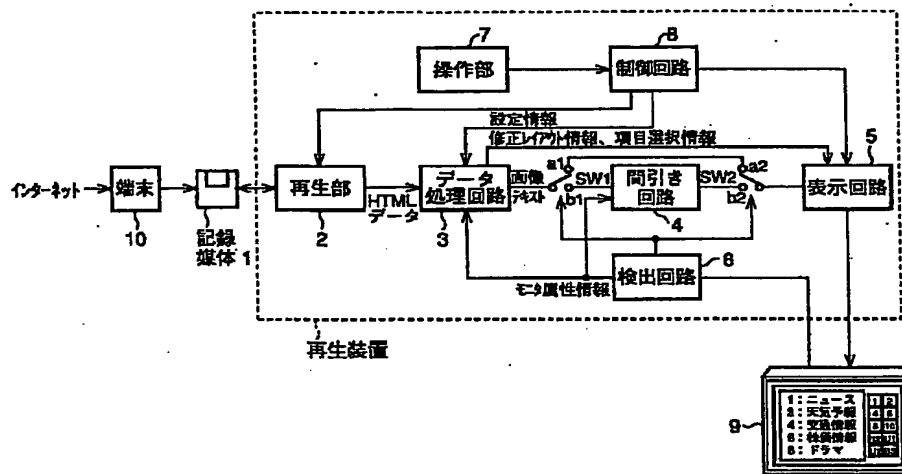 7
操作部
8
制御回路
設定情報
修正レイアウト情報、項目選択情報
5
インターネット
端末
10
記録
媒体 1
再生部
2
HTML
データ
データ
処理回路
3
画像
テキスト
a1
SW1
b1
間引き
回路
4
a2
SW2
b2
表示回路
モニタ属性情報
検出回路
6
再生装置
9
1:ニュース
2:天気予報
4:交通情報
6:株価情報
8:ドラマ
1 2
4 6
8 10